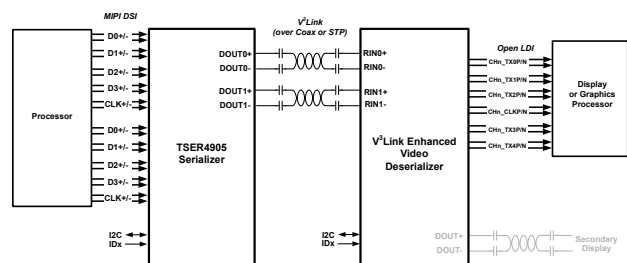 MIPI DSI
V³Link
(over Coax or STP)
Open LDI
Processor
D0+/-
D1+/-
D2+/-
D3+/-
CLK+/-
D0+/-
D1+/-
D2+/-
D3+/-
CLK+/-
I2C
IDx
TSER4905
Serializer
DOUT0+
DOUT0-
DOUT1+
DOUT1-
RIN0+
RIN0-
RIN1+
RIN1-
V³Link Enhanced
Video
Deserializer
I2C
IDx
DOUT+
DOUT-
CHn_TX0P/N
CHn_TX1P/N
CHn_TX2P/N
CHn_CLKP/N
CHn_TX3P/N
CHn_TX4P/N
Display
or Graphics
Processor
Secondary
Display